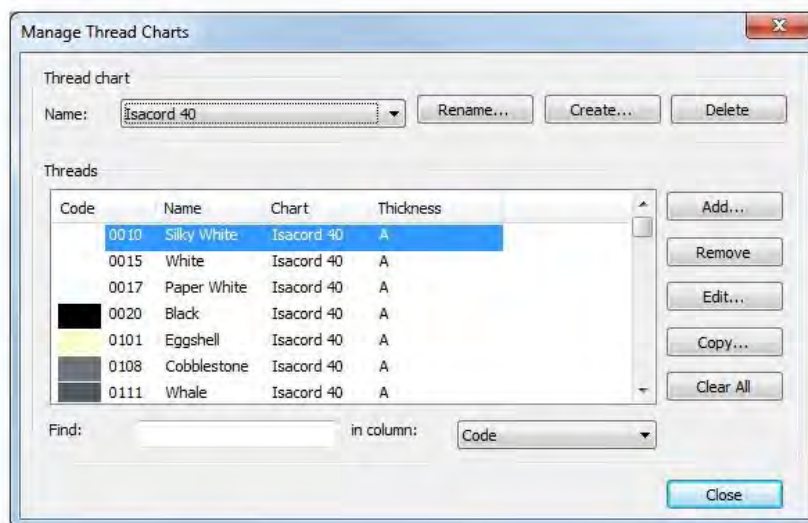 Manage Thread Charts
Thread chart
Name: Isacord 40 Rename... Create... Delete
Threads
Code Name Chart Thickness Add...
0010 Silky White Isacord 40 A
0015 White Isacord 40 A Remove
0017 Paper White Isacord 40 A
0020 Black Isacord 40 A Edit...
0101 Eggshell Isacord 40 A
0108 Cobblestone Isacord 40 A Copy...
0111 Whale Isacord 40 A Clear All
Find: in column: Code
Close